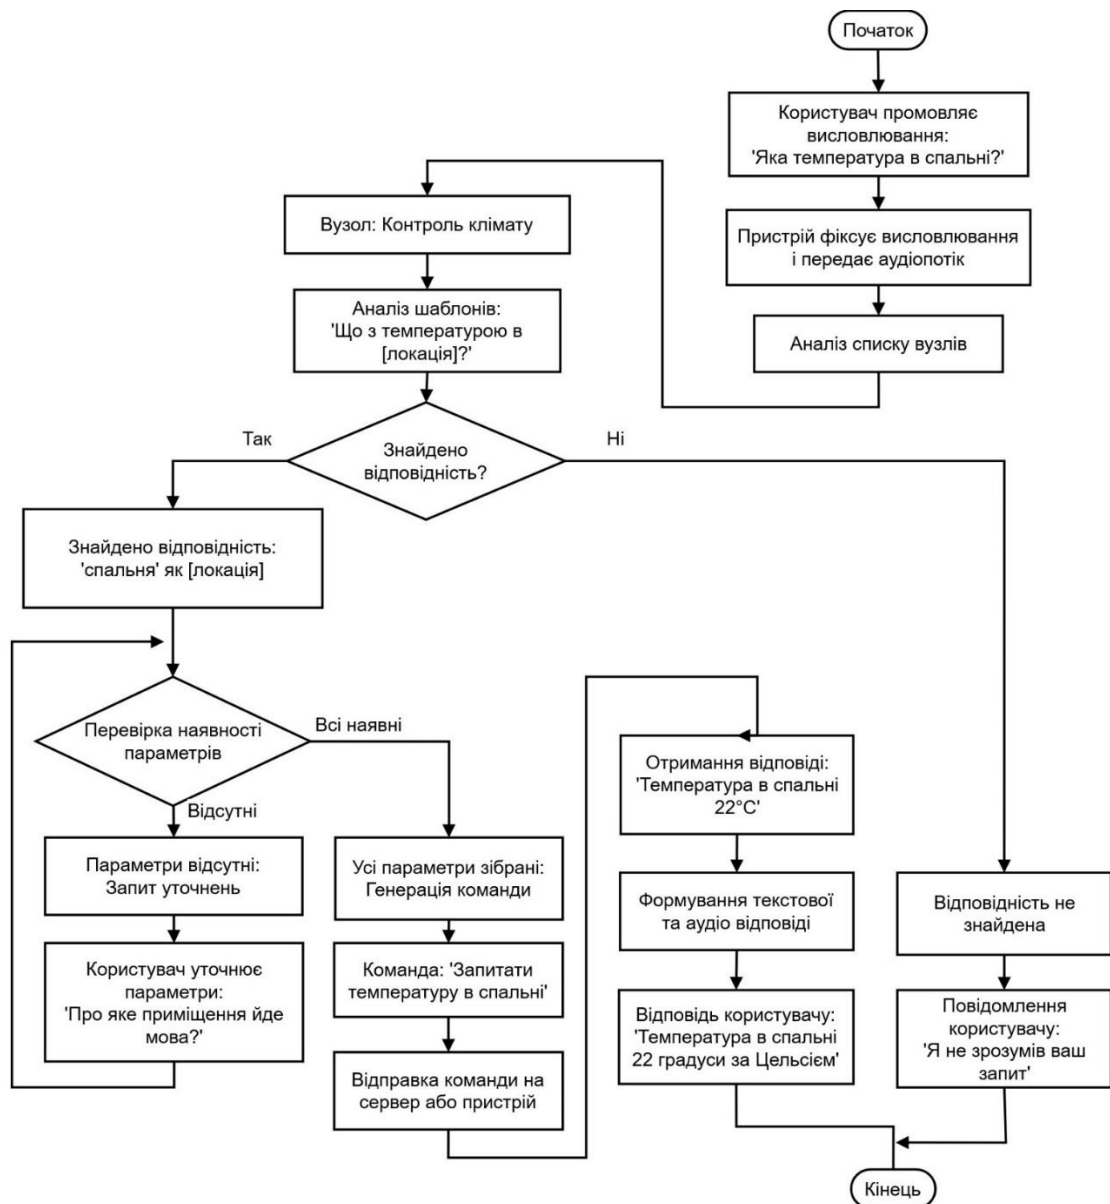 Початок
Користувач промовляє
висловлювання:
'Яка температура в спальні?'
Пристрій фіксує висловлювання
і передає аудіопотік
Аналіз списку вузлів
Вузол: Контроль клімату
Аналіз шаблонів:
'Що з температурою в
[локація]?'
Знайдено
відповідність?
Так
Ні
Знайдено відповідність:
'спальня' як [локація]
Перевірка наявності
параметрів
Всі наявні
Відсутні
Параметри відсутні:
Запит уточнень
Користувач уточнює
параметри:
'Про яке приміщення йде
мова?'
Усі параметри зібрані:
Генерація команди
Команда: 'Запитати
температуру в спальні'
Відправка команди на
сервер або пристрій
Отримання відповіді:
'Температура в спальні
22°C'
Формування текстової
та аудіо відповіді
Відповідь користувачу:
'Температура в спальні
22 градуси за Цельсієм'
Відповідність не
знайдена
Повідомлення
користувачу:
'Я не зрозумів ваш
запит'
Кінець